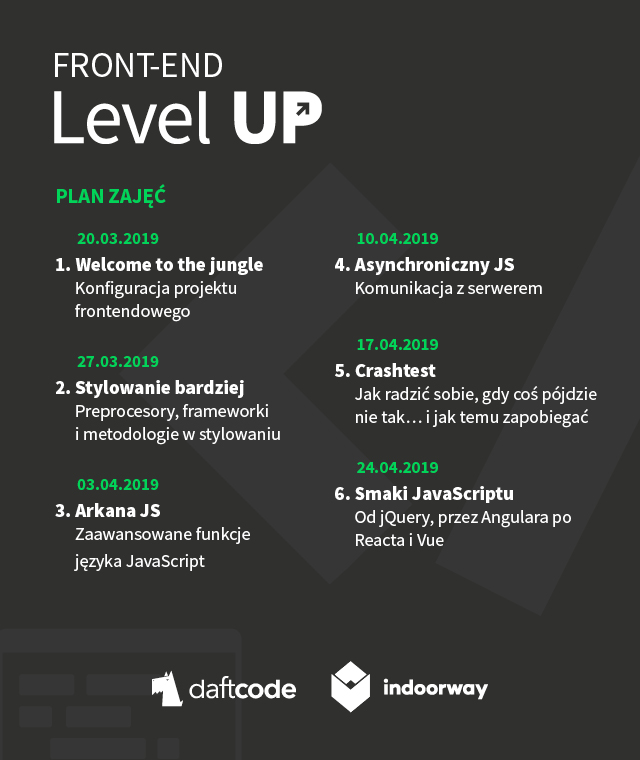 FRONT-END
Level UP
PLAN ZAJĘĆ
20.03.2019
1. Welcome to the jungle
Konfiguracja projektu
frontendowego
27.03.2019
2. Stylowanie bardziej
Preprocesory, frameworki
i metodologie w stylowaniu
03.04.2019
3. Arkana JS
Zaawansowane funkcje
języka JavaScript
10.04.2019
4. Asynchroniczny JS
Komunikacja z serwerem
17.04.2019
5. Crashtest
Jak radzić sobie, gdy coś pójdzie
nie tak... i jak temu zapobiegać
24.04.2019
6. Smaki JavaScriptu
Od jQuery, przez Angulara po
Reacta i Vue
daftcode
indoorway